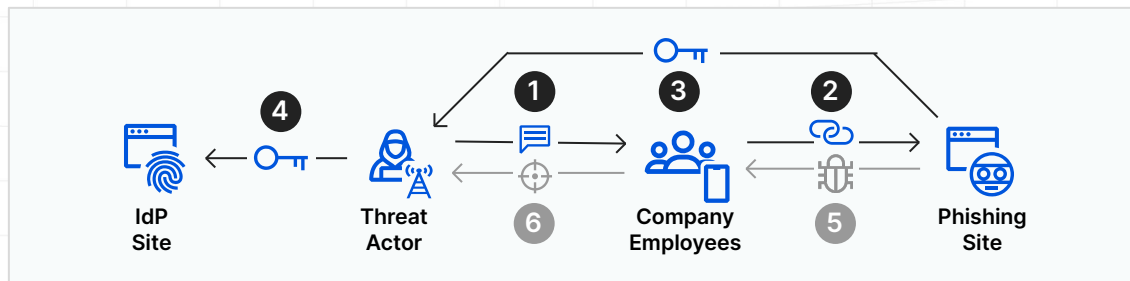 1
3
2
4
IdP
Site
Threat
Actor
6
Company
Employees
5
Phishing
Site